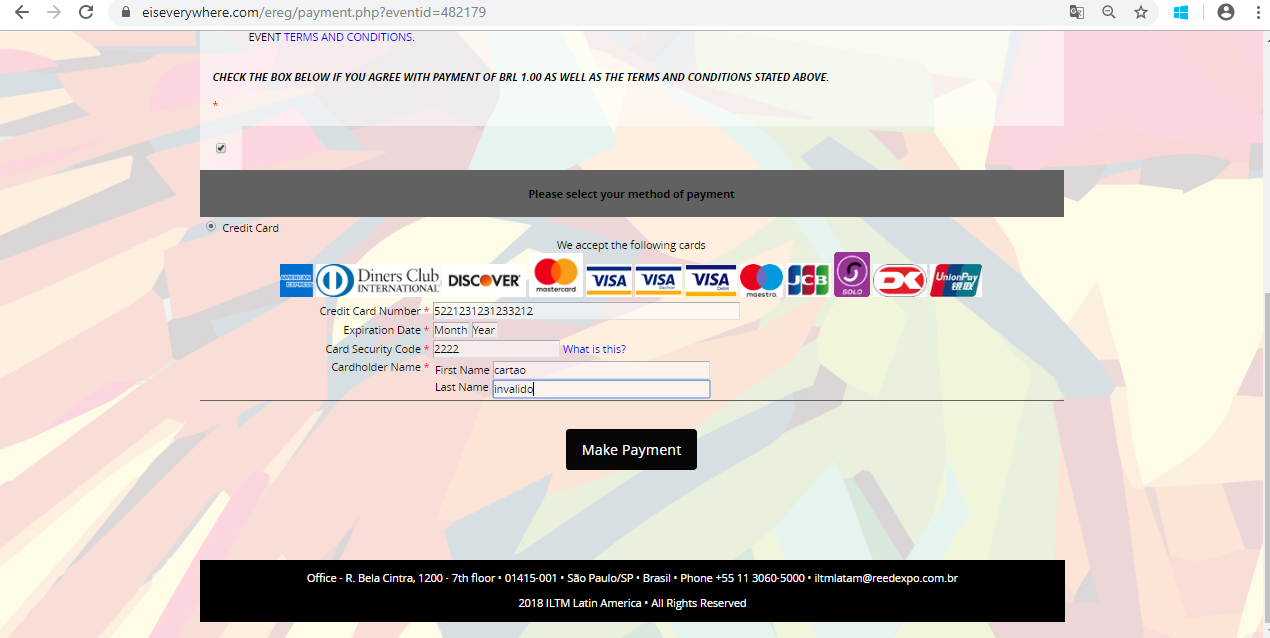 eiseverywhere.com/ereg/payment.php?eventid=482179
EVENT TERMS AND CONDITIONS.
CHECK THE BOX BELOW IF YOU AGREE WITH PAYMENT OF BRL 1.00 AS WELL AS THE TERMS AND CONDITIONS STATED ABOVE.
*
Please select your method of payment
Credit Card
We accept the following cards
AMERICAN EXPRESS Diners Club INTERNATIONAL DISCOVER mastercard VISA VISA Electron VISA Debit maestro JCB SOLO DK UnionPay 银联
Credit Card Number * 5221231231233212
Expiration Date * Month Year
Card Security Code * 2222 What is this?
Cardholder Name * First Name cartao
Last Name invalido
Make Payment
Office - R. Bela Cintra, 1200 - 7th floor • 01415-001 • São Paulo/SP • Brasil • Phone +55 11 3060-5000 • iltmlatam@reedexpo.com.br
2018 ILTM Latin America • All Rights Reserved